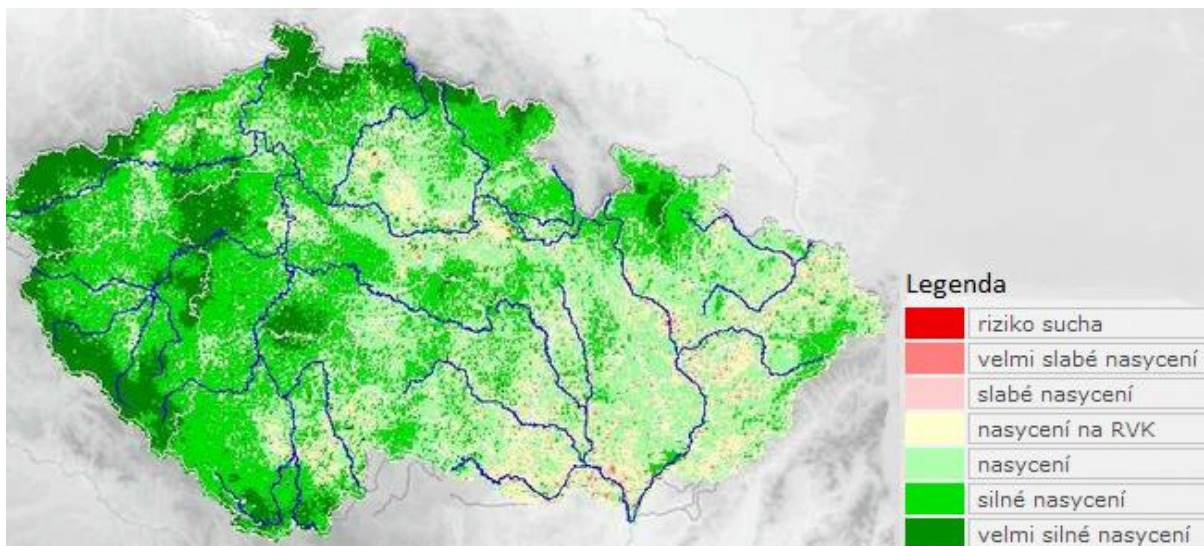 Legenda
riziko sucha
velmi slabé nasycení
slabé nasycení
nasycení na RVK
nasycení
silné nasycení
velmi silné nasycení